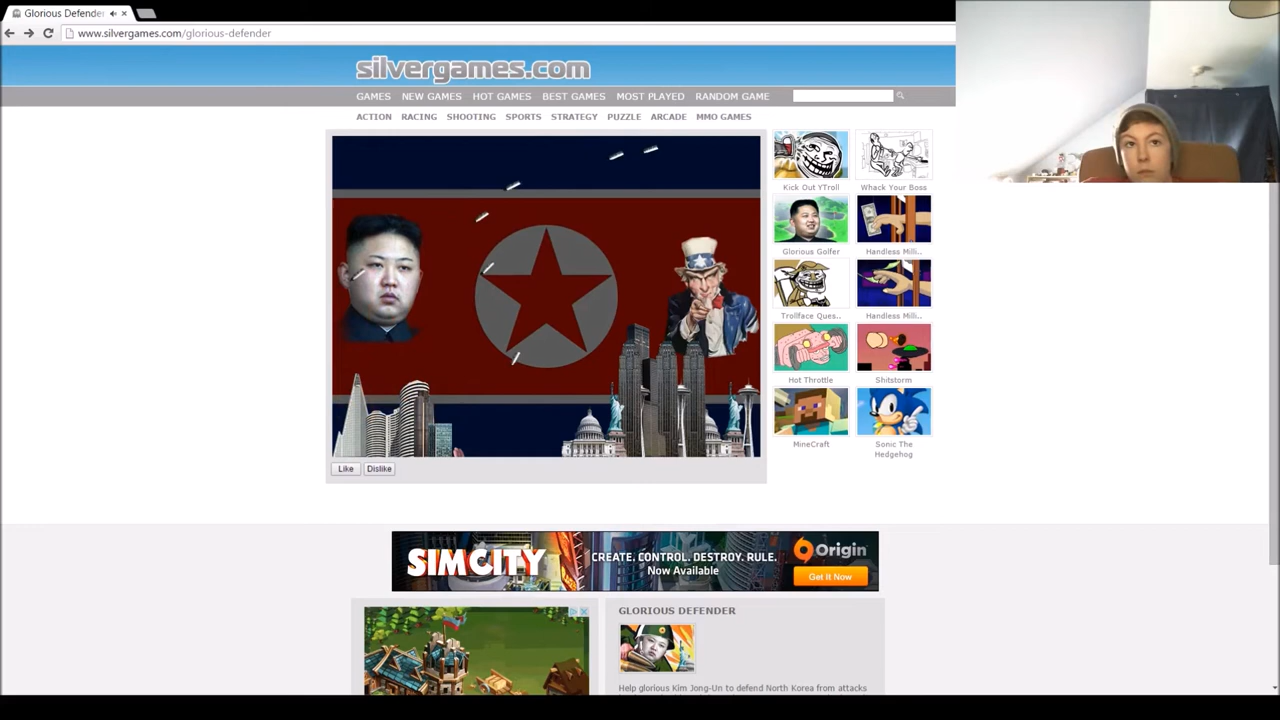 Glorious Defender
www.silvergames.com/glorious-defender
silvergames.com
GAMES NEW GAMES HOT GAMES BEST GAMES MOST PLAYED RANDOM GAME
ACTION RACING SHOOTING SPORTS STRATEGY PUZZLE ARCADE MMO GAMES
Kick Out YTroll Whack Your Boss
Glorious Golfer Handless Milli..
Trollface Ques.. Handless Milli..
Hot Throttle Shitstorm
MineCraft Sonic The
Hedgehog
Like Dislike
SIMCITY CREATE. CONTROL. DESTROY. RULE.
Now Available
Origin
Get It Now
GLORIOUS DEFENDER
Help glorious Kim Jong-Un to defend North Korea from attacks